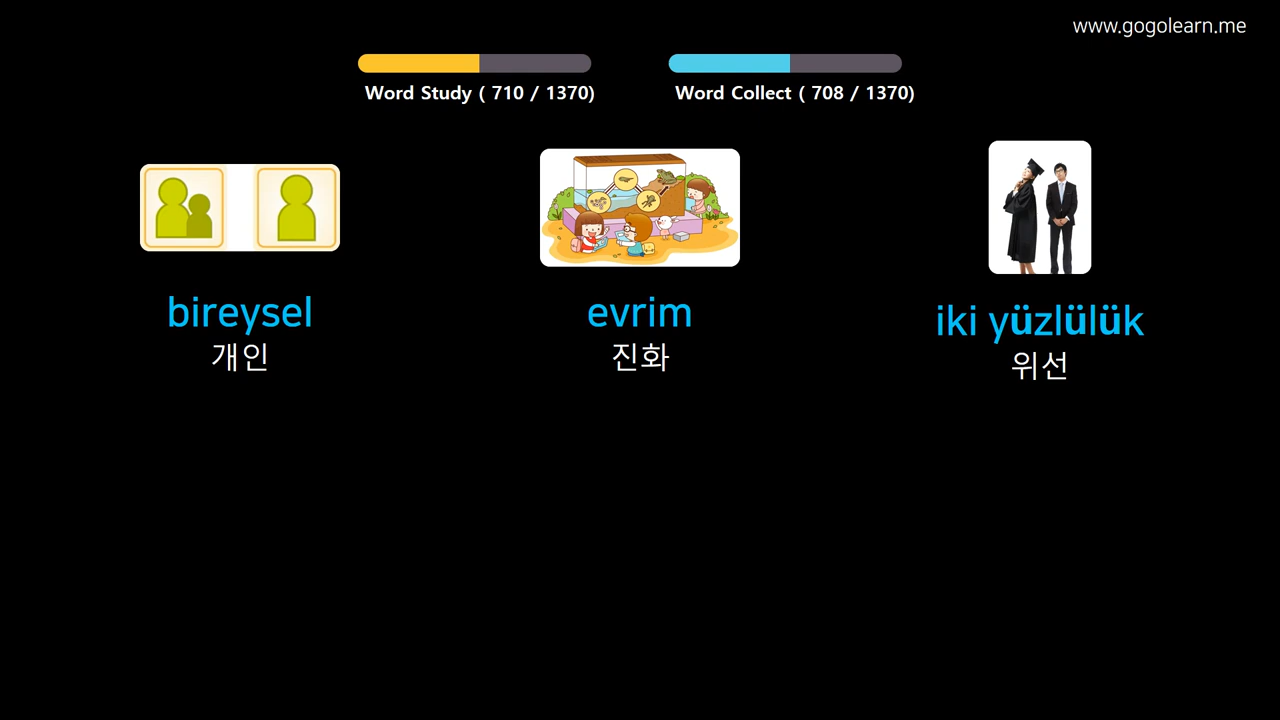 www.gogolearn.me
Word Study ( 710 / 1370)
Word Collect ( 708 / 1370)
bireysel
개인
evrim
진화
iki yüzlülük
위선